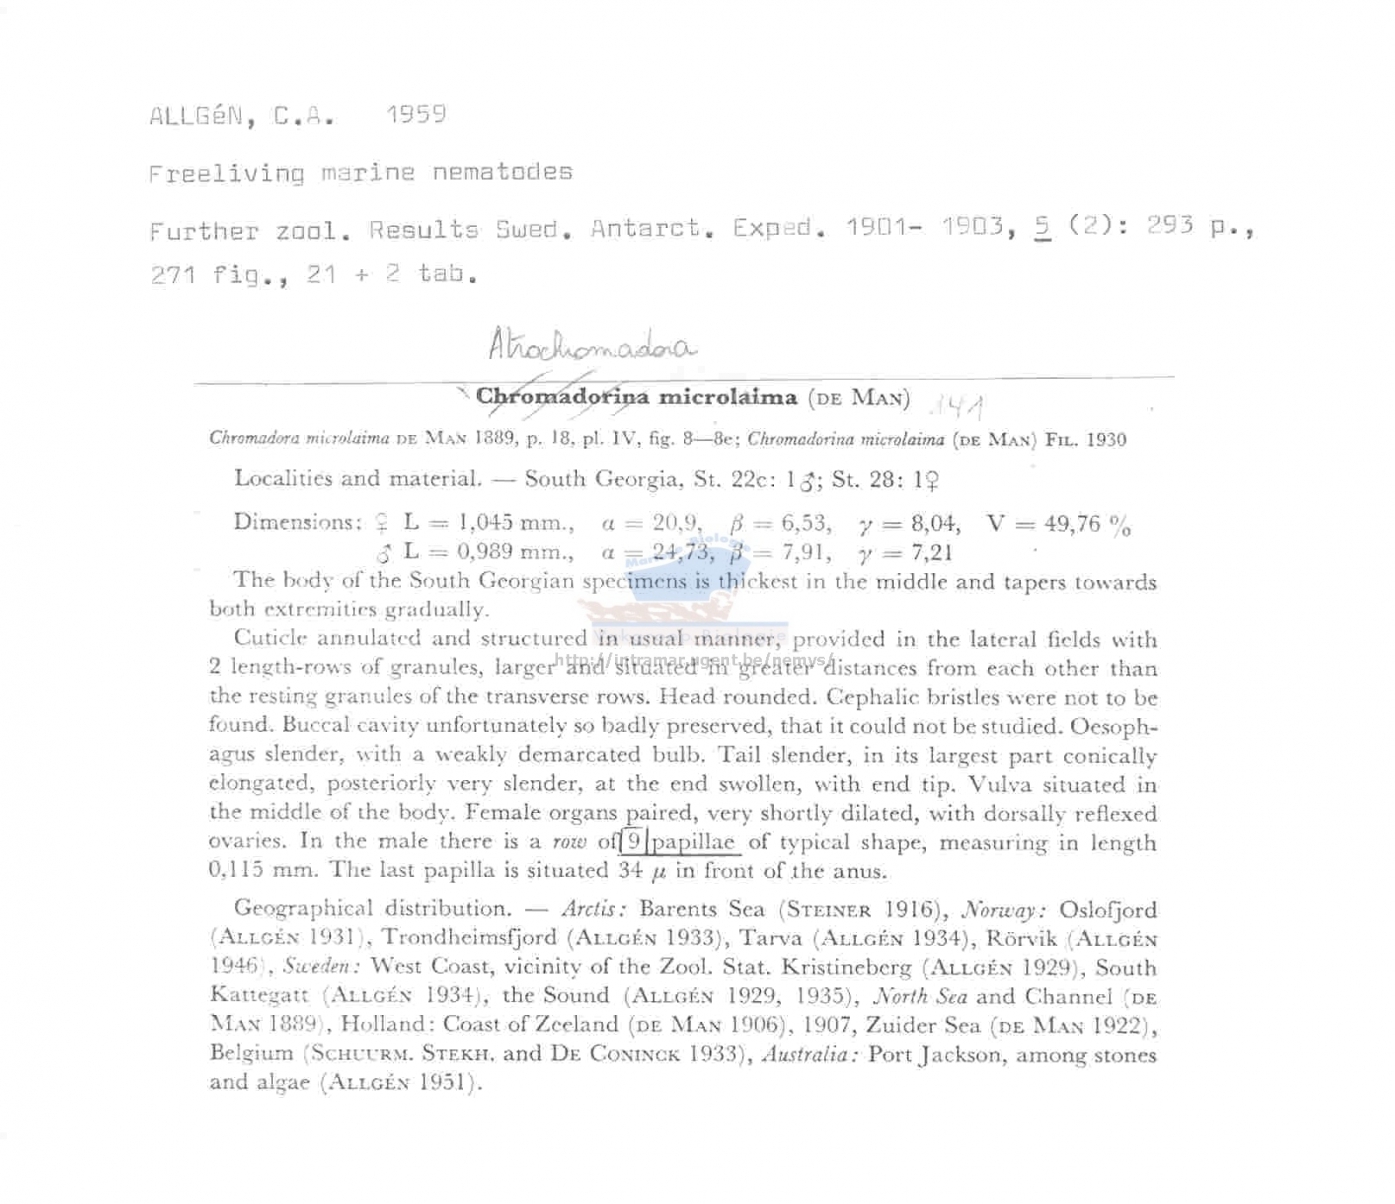 ALLGéN, C.A. 1959
Freeliving marine nematodes
Further zool. Results Swed. Antarct. Exped. 1901- 1903, 5 (2): 293 p.,
271 fig., 21 + 2 tab.
Atrochromadora
Chromadorina microlaima (DE MAN) 141
Chromadora microlaima DE MAN 1889, p. 18, pl. IV, fig. 8—8e; Chromadorina microlaima (DE MAN) FIL. 1930
Localities and material. — South Georgia, St. 22c: 1♂; St. 28: 1♀
Dimensions: ♀ L = 1,045 mm., α = 20,9, β = 6,53, γ = 8,04, V = 49,76 %
♂ L = 0,989 mm., α = 24,73, β = 7,91, γ = 7,21
The body of the South Georgian specimens is thickest in the middle and tapers towards
both extremities gradually.
Cuticle annulated and structured in usual manner, provided in the lateral fields with
2 length-rows of granules, larger and situated in greater distances from each other than
http://intramar.ugent.be/nemys/
the resting granules of the transverse rows. Head rounded. Cephalic bristles were not to be
found. Buccal cavity unfortunately so badly preserved, that it could not be studied. Oesoph-
agus slender, with a weakly demarcated bulb. Tail slender, in its largest part conically
elongated, posteriorly very slender, at the end swollen, with end tip. Vulva situated in
the middle of the body. Female organs paired, very shortly dilated, with dorsally reflexed
ovaries. In the male there is a row of 9 papillae of typical shape, measuring in length
0,115 mm. The last papilla is situated 34 μ in front of the anus.
Geographical distribution. — Arctis: Barents Sea (STEINER 1916), Norway: Oslofjord
(ALLGÉN 1931), Trondheimsfjord (ALLGÉN 1933), Tarva (ALLGÉN 1934), Rörvik (ALLGÉN
1946), Sweden: West Coast, vicinity of the Zool. Stat. Kristineberg (ALLGÉN 1929), South
Kattegatt (ALLGÉN 1934), the Sound (ALLGÉN 1929, 1935), North Sea and Channel (DE
MAN 1889), Holland: Coast of Zeeland (DE MAN 1906), 1907, Zuider Sea (DE MAN 1922),
Belgium (SCHUURM. STEKH. and DE CONINCK 1933), Australia: Port Jackson, among stones
and algae (ALLGÉN 1951).